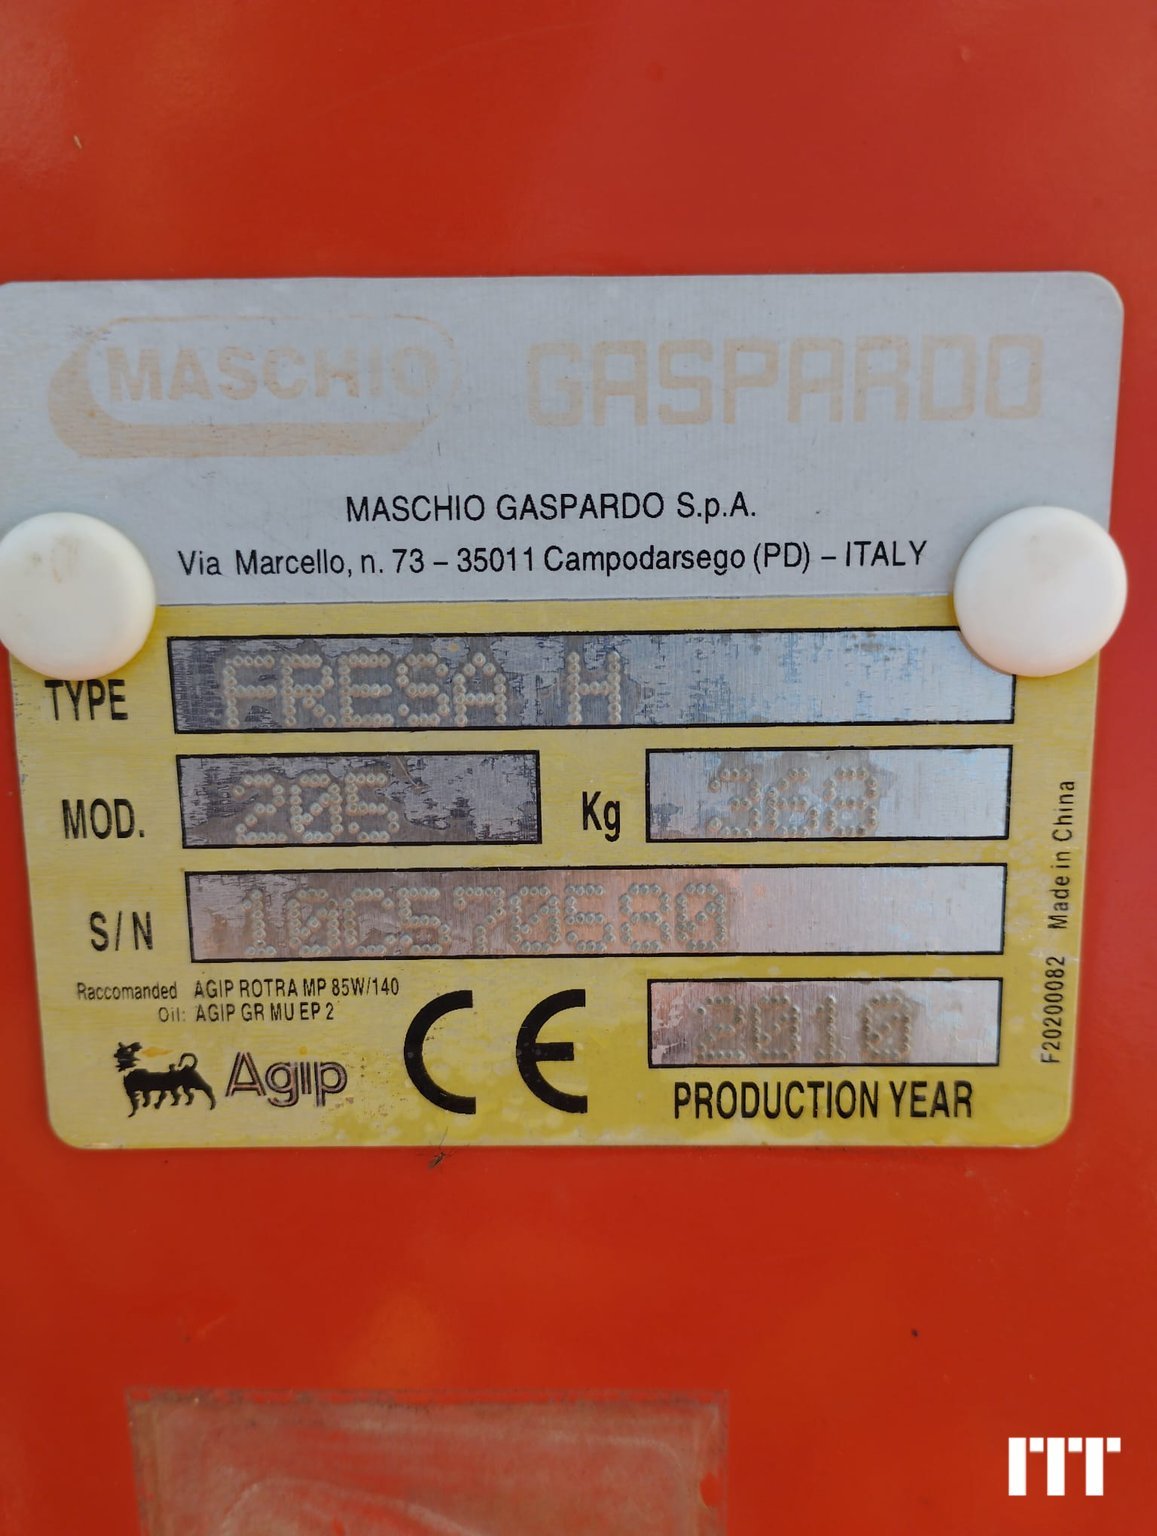 MASCHIO GASPARDO
MASCHIO GASPARDO S.p.A.
Via Marcello, n. 73 – 35011 Campodarsego (PD) – ITALY
TYPE FRESA H
MOD. 205 Kg 368
S/N 10C570580
Raccomanded AGIP ROTRA MP 85W/140
Oil: AGIP GR MU EP 2
Agip CE 2010
PRODUCTION YEAR
F20200082 Made in China